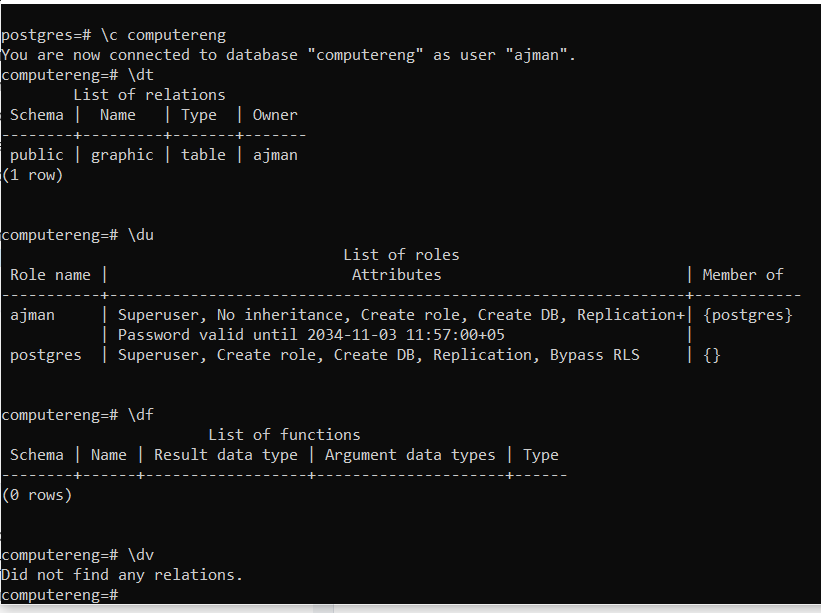 postgres=# \c computereng
You are now connected to database "computereng" as user "ajman".
computereng=# \dt
        List of relations
 Schema |  Name   | Type  | Owner
--------+---------+-------+-------
 public | graphic | table | ajman
(1 row)


computereng=# \du
                                      List of roles
 Role name |                           Attributes                           | Member of
-----------+----------------------------------------------------------------+------------
 ajman     | Superuser, No inheritance, Create role, Create DB, Replication+| {postgres}
           | Password valid until 2034-11-03 11:57:00+05                    |
 postgres  | Superuser, Create role, Create DB, Replication, Bypass RLS     | {}


computereng=# \df
                       List of functions
 Schema | Name | Result data type | Argument data types | Type
--------+------+------------------+---------------------+------
(0 rows)


computereng=# \dv
Did not find any relations.
computereng=#